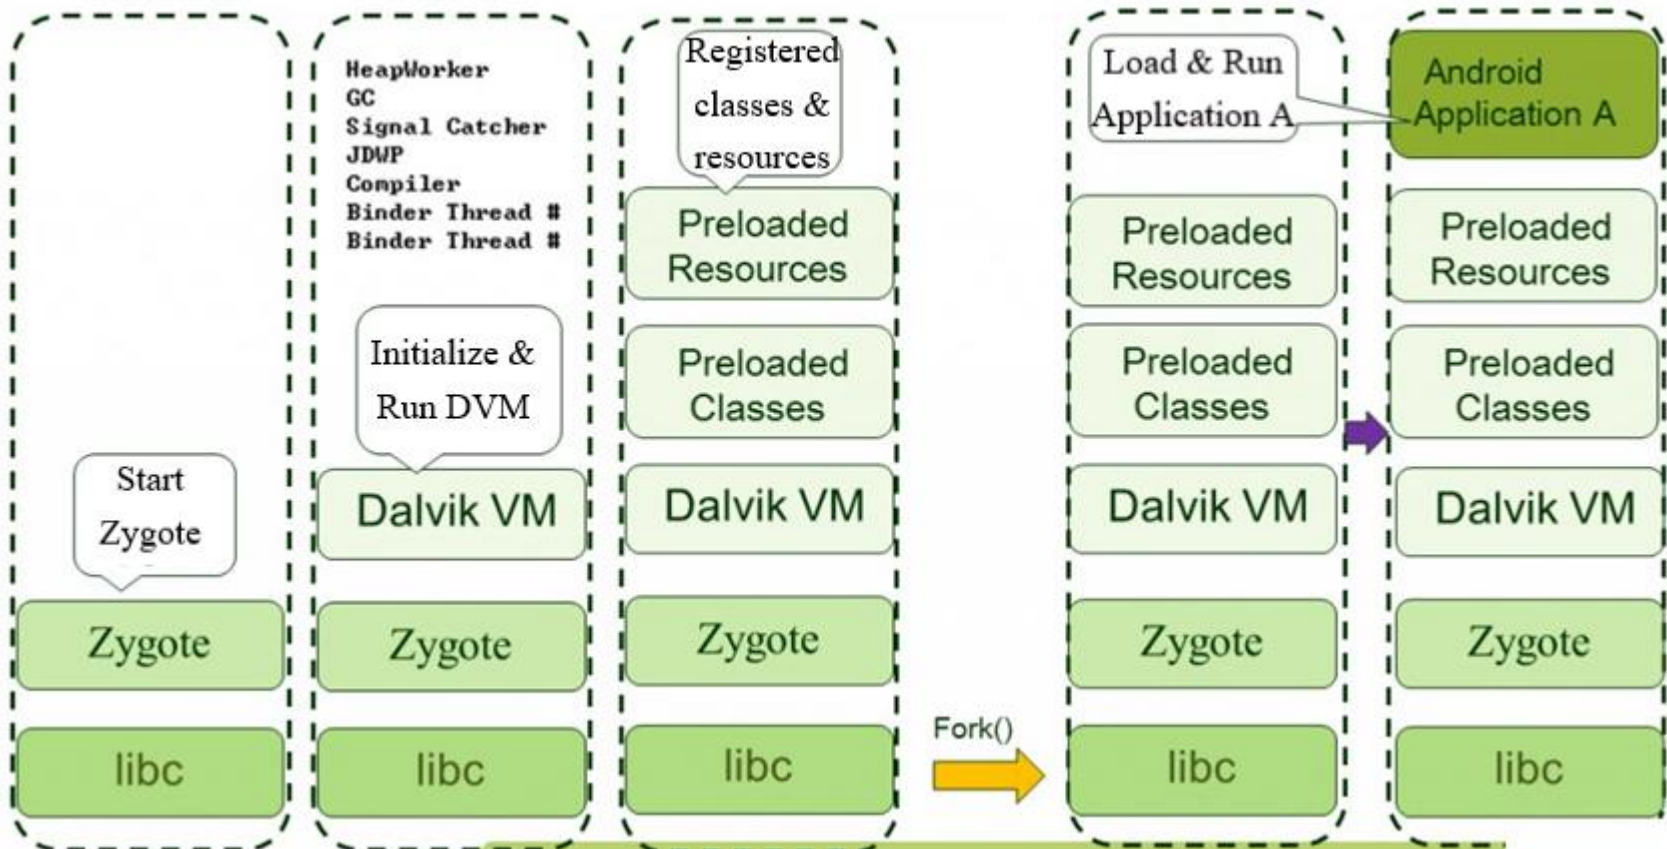 Start
Zygote
Zygote
libc
HeapWorker
GC
Signal Catcher
JDWP
Compiler
Binder Thread #
Binder Thread #
Initialize &
Run DVM
Dalvik VM
Zygote
libc
Registered
classes &
resources
Preloaded
Resources
Preloaded
Classes
Dalvik VM
Zygote
libc
Fork()
Load & Run
Application A
Preloaded
Resources
Preloaded
Classes
Dalvik VM
Zygote
libc
Android
Application A
Preloaded
Resources
Preloaded
Classes
Dalvik VM
Zygote
libc